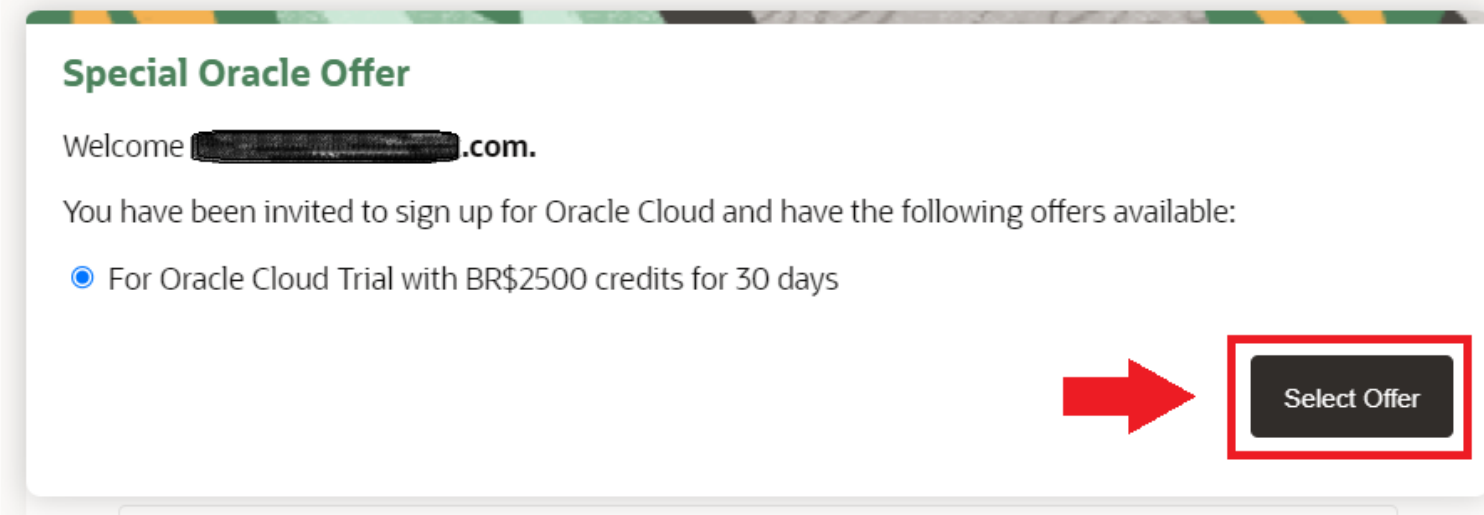 Special Oracle Offer
Welcome .com.
You have been invited to sign up for Oracle Cloud and have the following offers available:
For Oracle Cloud Trial with BR$2500 credits for 30 days
Select Offer